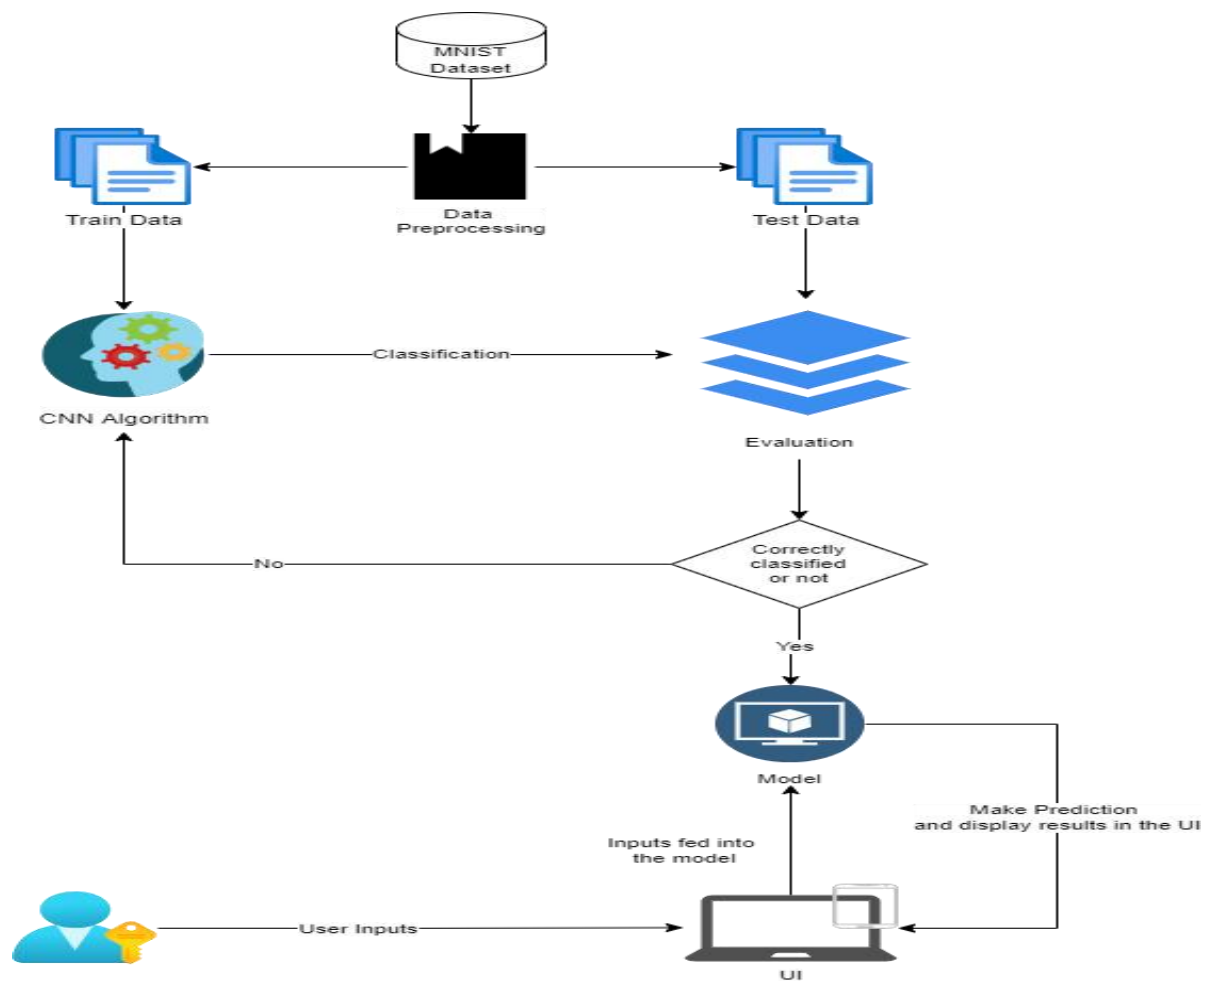 MNIST
Dataset
Train Data
Data
Preprocessing
Test Data
Classification
CNN Algorithm
Evaluation
Correctly
classified
or not
No
Yes
Model
Make Prediction
and display results in the UI
Inputs fed into
the model
User Inputs
UI